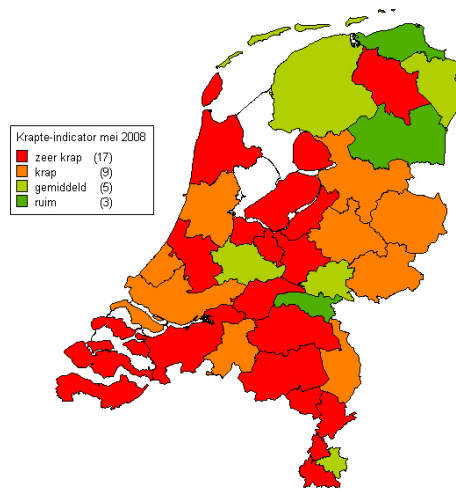 Krapte-indicator mei 2008
zeer krap (17)
krap (9)
gemiddeld (5)
ruim (3)